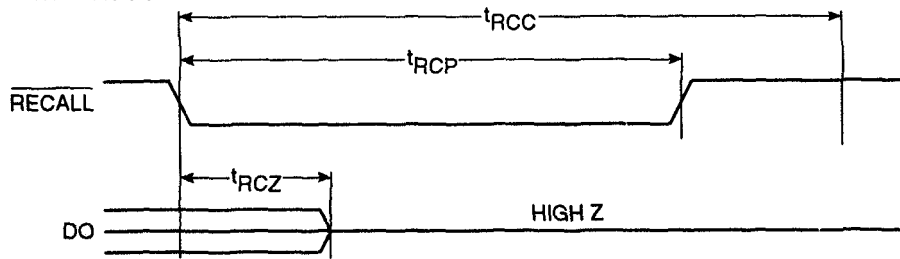 tRCC
tRCP
RECALL
tRCZ
HIGH Z
DO